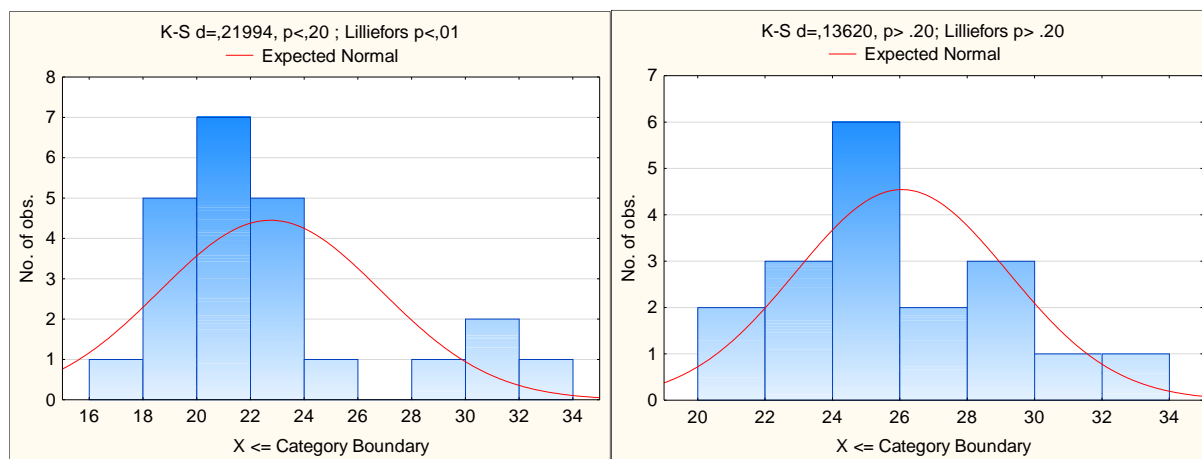 K-S d=,21994, p<,20 ; Lilliefors p<,01
Expected Normal
8
7
6
5
4
3
2
1
0
No. of obs.
16 18 20 22 24 26 28 30 32 34
X <= Category Boundary
K-S d=,13620, p> .20; Lilliefors p> .20
Expected Normal
7
6
5
4
3
2
1
0
No. of obs.
20 22 24 26 28 30 32 34
X <= Category Boundary